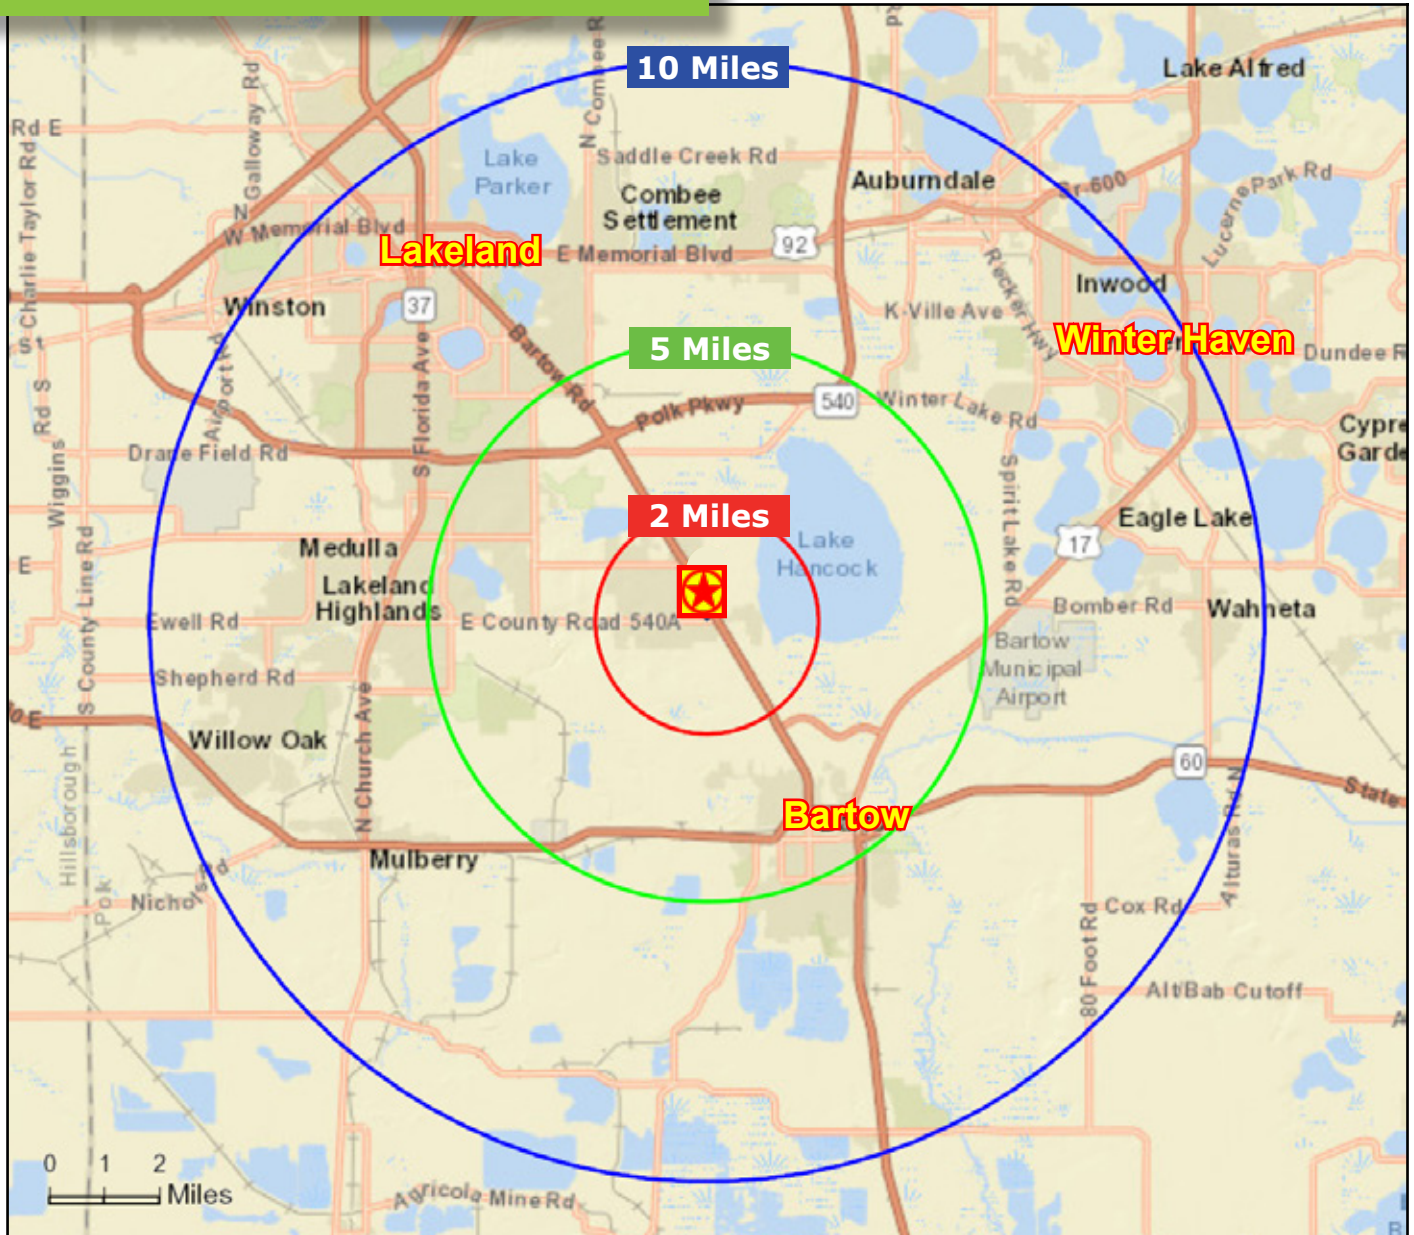 10 Miles
Lake Alfred
N Combee R
Rd E
N Galloway Rd
S Charlie Taylor Rd
Lake
Parker
Saddle Creek Rd
Combee
Settlement
Auburndale
Sr-600
Lucerne Park Rd
W Memorial Blvd
Lakeland
E Memorial Blvd
92
Recker Hwy
Inwood
Winston
37
K-Ville Ave
Winter Haven
Dundee R
St
Bartow Rd
5 Miles
Airport Rd
S Florida Ave
Polk Pkwy
540
Winter Lake Rd
Cypre
Garde
Wiggins Rd S
Drane Field Rd
2 Miles
Spirit Lake Rd
Eagle Lake
17
Lake
Hancock
Medulla
E
S County Line Rd
Lakeland
Highlands
Bomber Rd
Wahneta
Ewell Rd
E County Road 540A
Bartow
Municipal
Airport
Shepherd Rd
E
N Church Ave
Willow Oak
60
State
Hillsborough
Polk
Bartow
Mulberry
Alturas Rd N
Nichols Rd
Cox Rd
80 Foot Rd
Alt/Bab Cutoff
A
0 1 2
Miles
Agricola Mine Rd
B